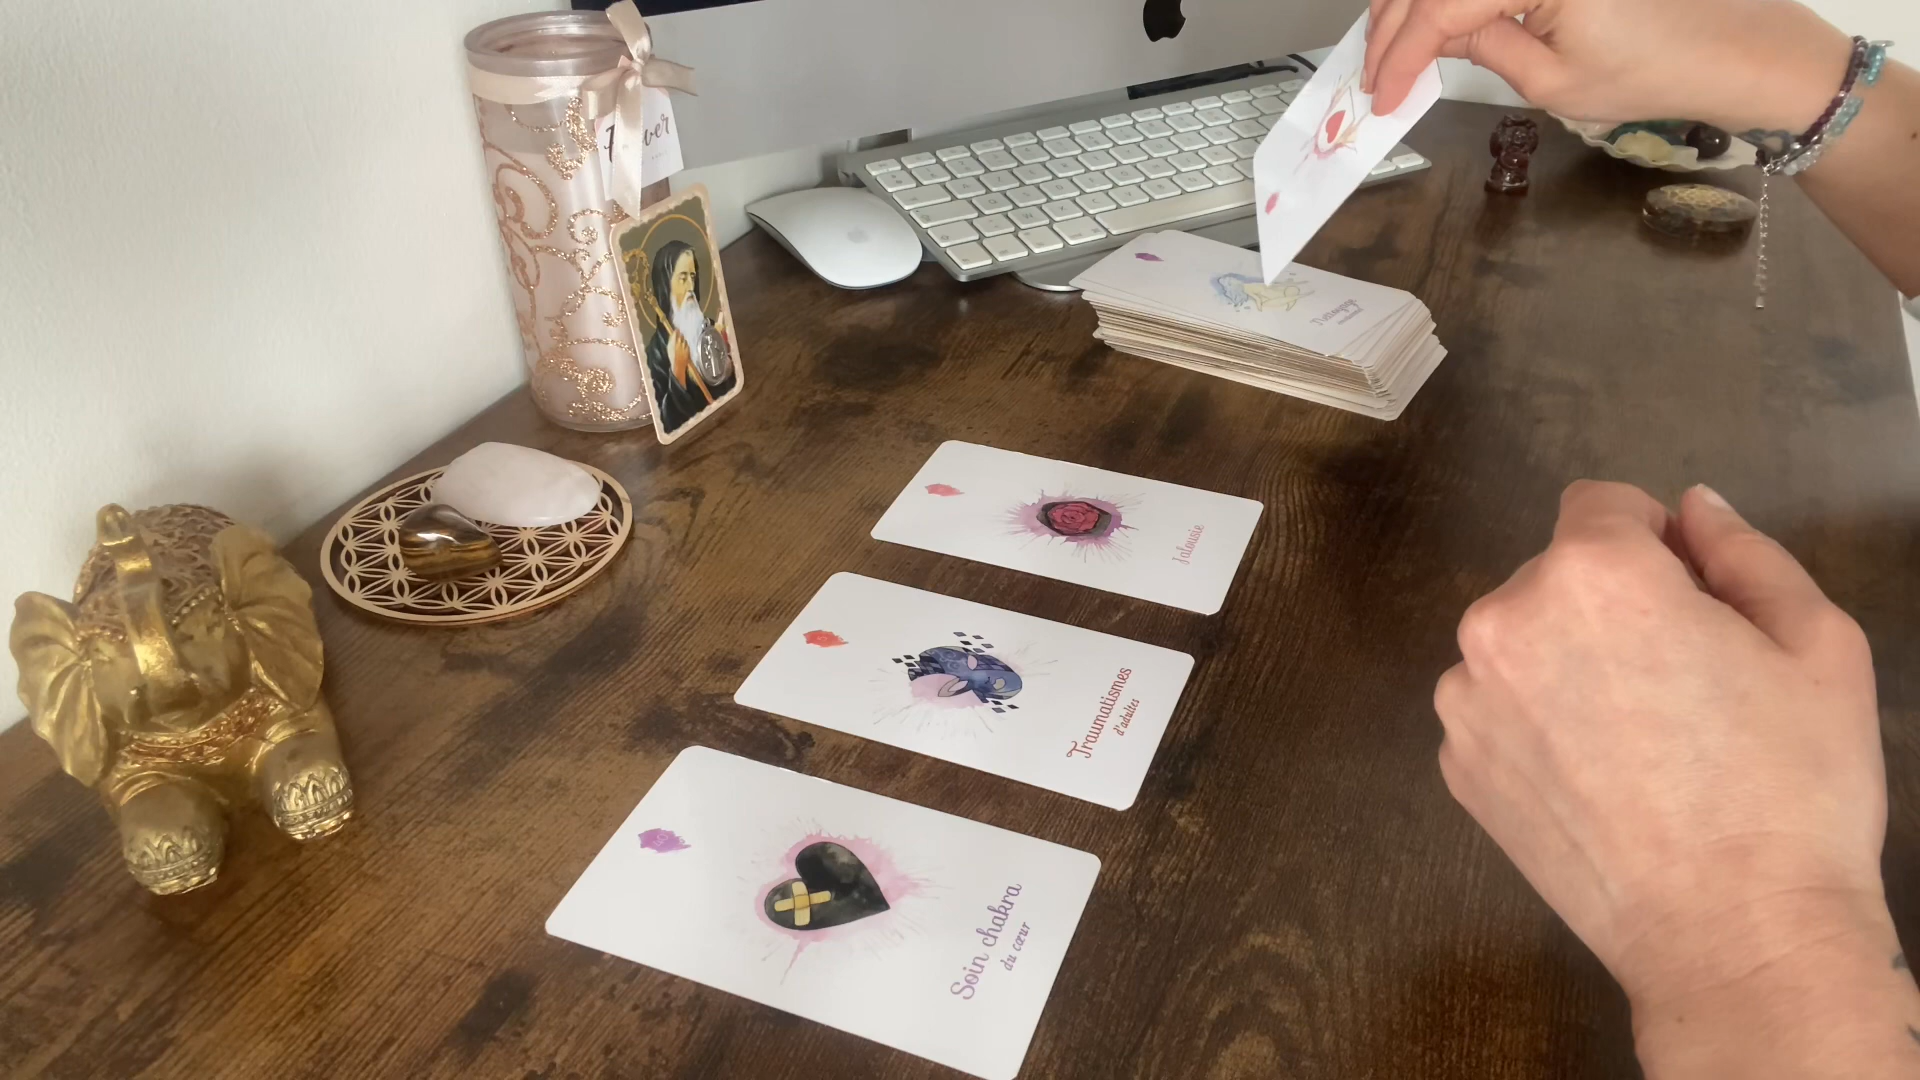 Jalousie
Traumatismes
d'adultes
Soin chakra
du cœur